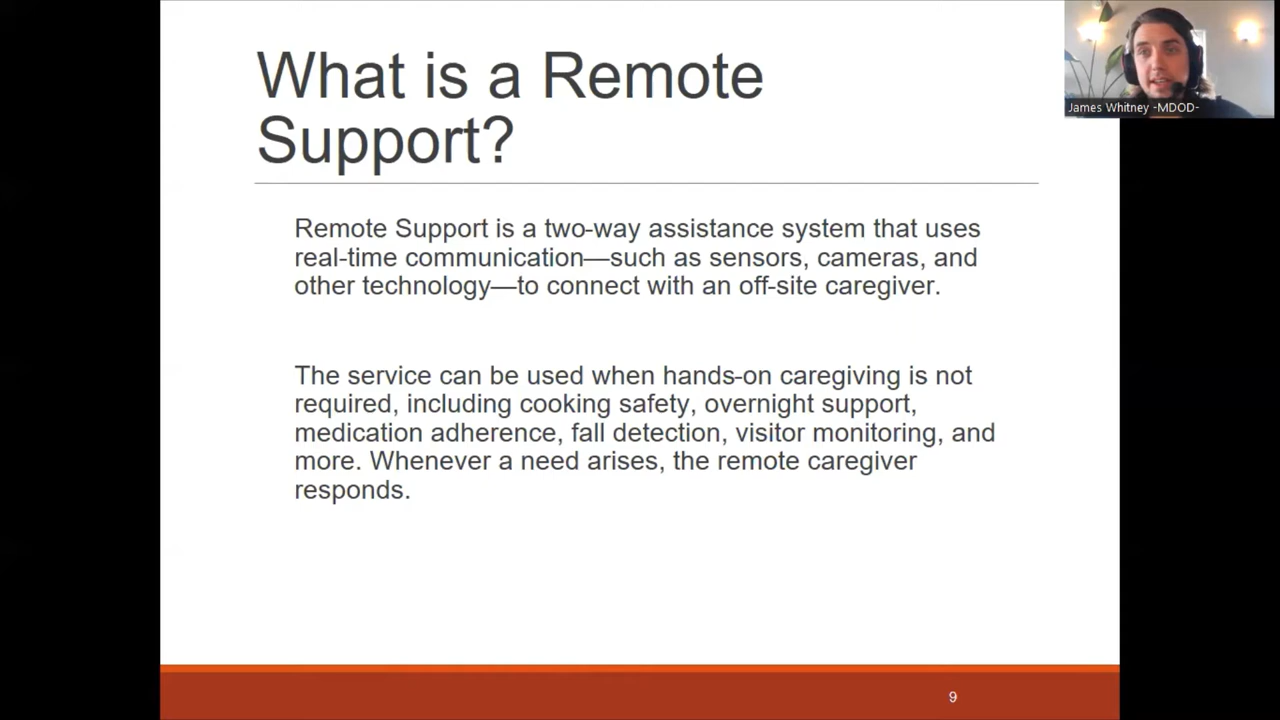 What is a Remote
Support?
James Whitney -MDOD-
Remote Support is a two-way assistance system that uses
real-time communication—such as sensors, cameras, and
other technology—to connect with an off-site caregiver.
The service can be used when hands-on caregiving is not
required, including cooking safety, overnight support,
medication adherence, fall detection, visitor monitoring, and
more. Whenever a need arises, the remote caregiver
responds.
9